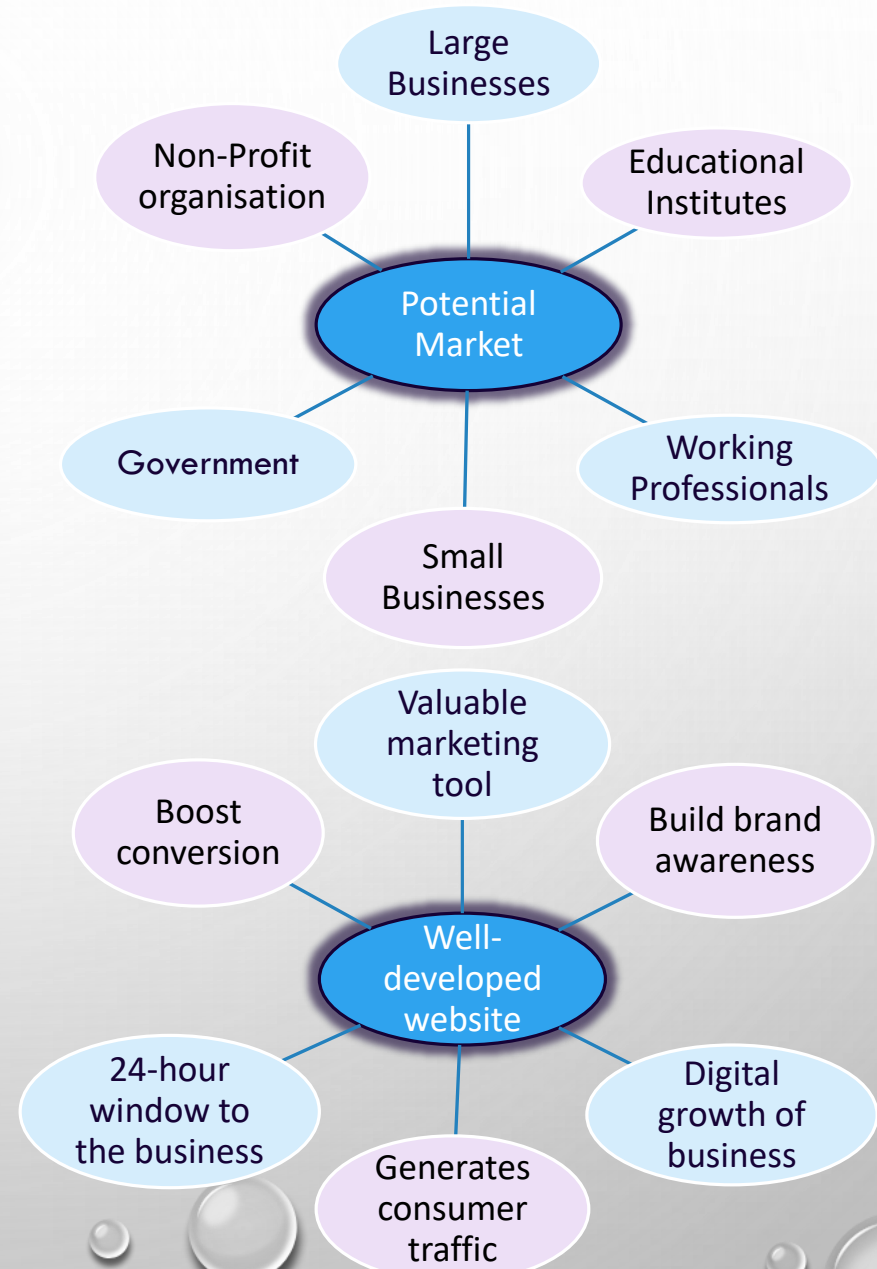 Large
Businesses
Non-Profit
organisation
Educational
Institutes
Potential
Market
Government
Working
Professionals
Small
Businesses
Valuable
marketing
tool
Boost
conversion
Build brand
awareness
Well-
developed
website
24-hour
window to
the business
Digital
growth of
business
Generates
consumer
traffic